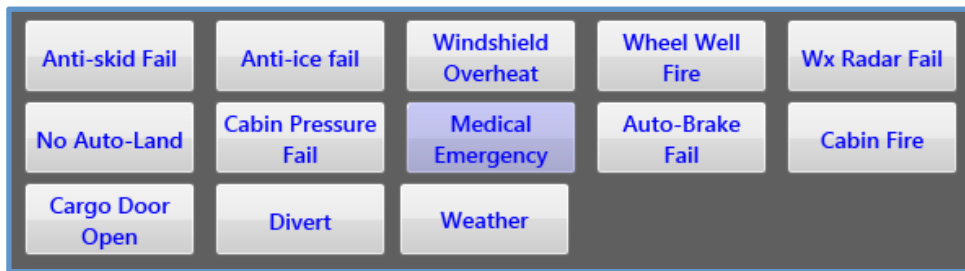 Anti-skid Fail
Anti-ice fail
Windshield
Overheat
Wheel Well
Fire
Wx Radar Fail
No Auto-Land
Cabin Pressure
Fail
Medical
Emergency
Auto-Brake
Fail
Cabin Fire
Cargo Door
Open
Divert
Weather